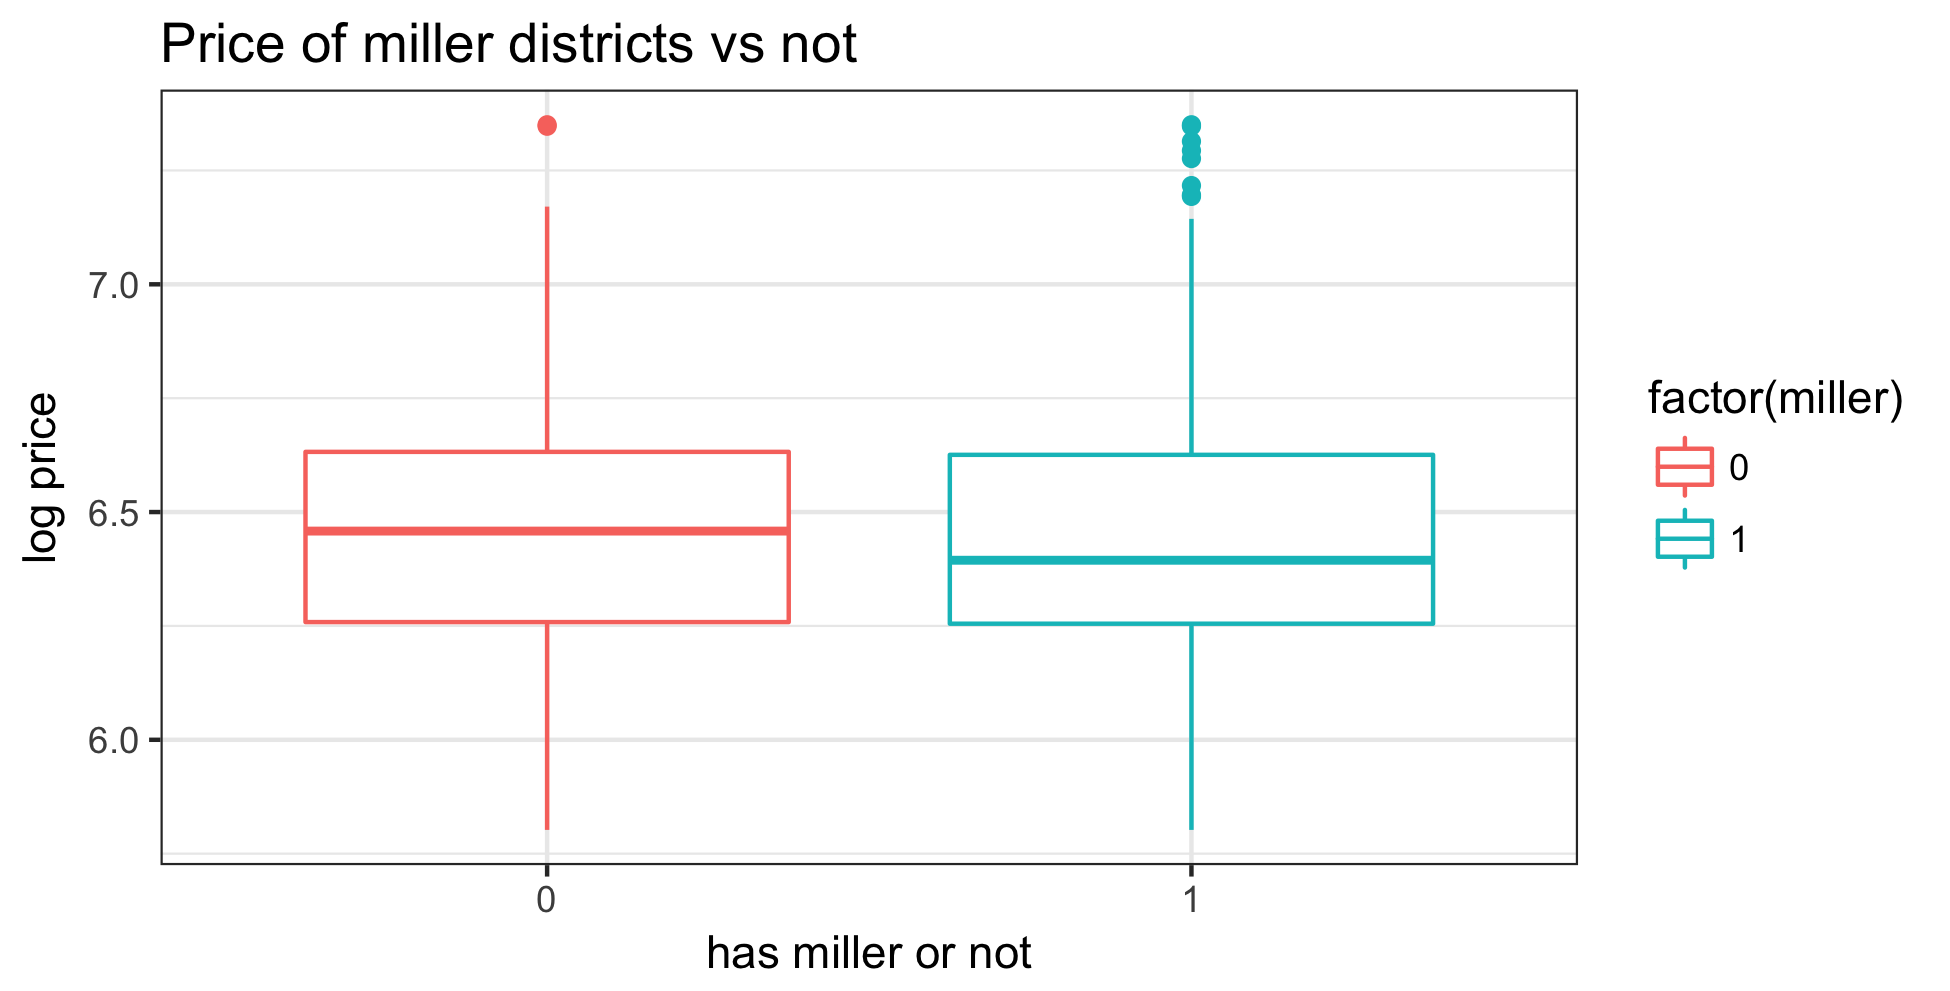 Price of miller districts vs not
log price
7.0
6.5
6.0
0
1
has miller or not
factor(miller)
0
1